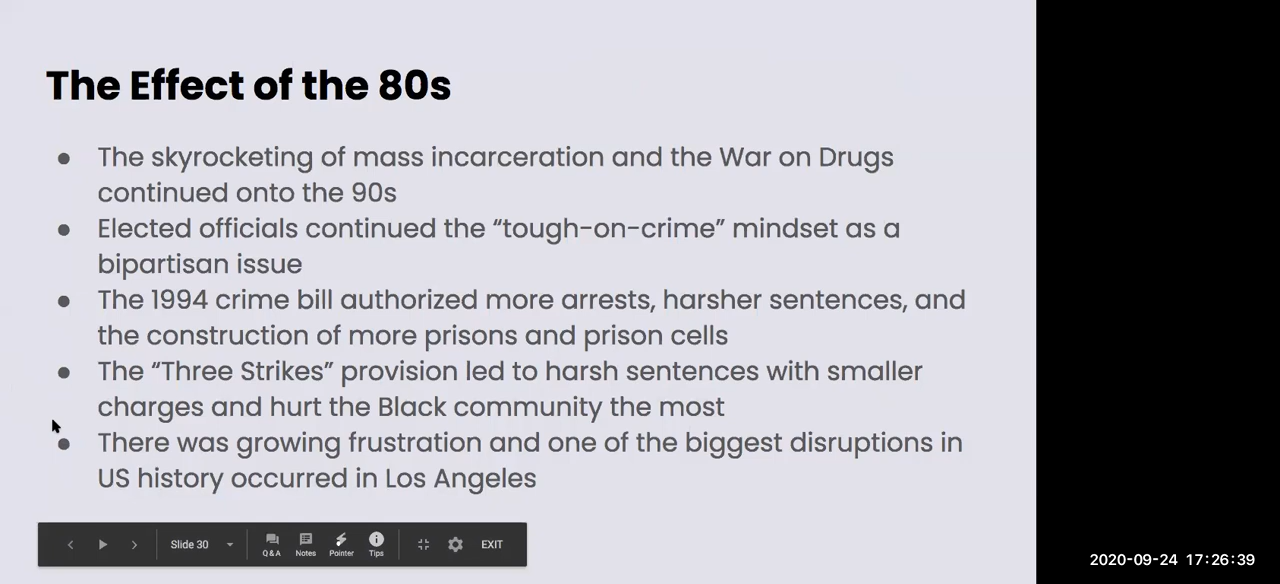 The Effect of the 80s
● The skyrocketing of mass incarceration and the War on Drugs
continued onto the 90s
● Elected officials continued the “tough-on-crime” mindset as a
bipartisan issue
● The 1994 crime bill authorized more arrests, harsher sentences, and
the construction of more prisons and prison cells
● The “Three Strikes” provision led to harsh sentences with smaller
charges and hurt the Black community the most
● There was growing frustration and one of the biggest disruptions in
US history occurred in Los Angeles
Slide 30
Q&A
Notes
Pointer
Tips
EXIT
2020-09-24 17:26:39